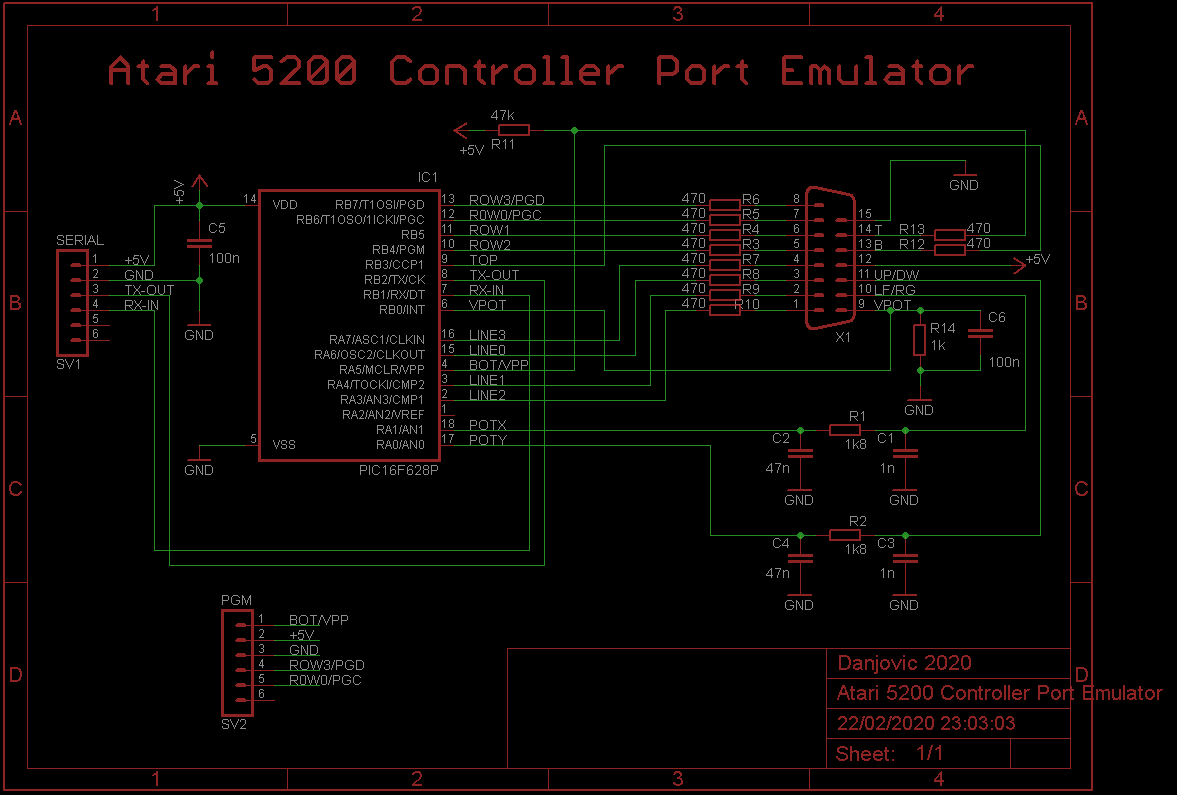 1 2 3 4
Atari 5200 Controller Port Emulator
A A
47k
+5V R11
IC1
GND
+5V
14 VDD RB7/T1OSI/PGD 13 ROW3/PGD 470 R6 8
RB6/T1OSO/1ICKI/PGC 12 R0W0/PGC 470 R5 7 15
RB5 11 ROW1 470 R4 6 14 T R13 470
RB4/PGM 10 ROW2 470 R3 5 13 B R12 470
RB3/CCP1 9 TOP 470 R7 4 12 +5V
RB2/TX/CK 8 TX-OUT 470 R8 3 11 UP/DW
RB1/RX/DT 7 RX-IN 470 R9 2 10 LF/RG
RB0/INT 6 VPOT 470 R10 1 9 VPOT
C5
100n
GND
SERIAL
1 +5V
2 GND
3 TX-OUT
4 RX-IN
5
6
SV1
B B
X1
R14
1k
C6
100n
GND
RA7/ASC1/CLKIN 16 LINE3
RA6/OSC2/CLKOUT 15 LINE0
RA5/MCLR/VPP 4 BOT/VPP
RA4/TOCKI/CMP2 3 LINE1
RA3/AN3/CMP1 2 LINE2
RA2/AN2/VREF 1
RA1/AN1 18 POTX
5 VSS RA0/AN0 17 POTY
GND
PIC16F628P
C2 R1 C1
47n 1k8 1n
GND GND
C C
C4 R2 C3
47n 1k8 1n
GND GND
PGM
1 BOT/VPP
2 +5V
3 GND
4 ROW3/PGD
5 R0W0/PGC
6
SV2
D D
Danjovic 2020
Atari 5200 Controller Port Emulator
22/02/2020 23:03:03
Sheet: 1/1
1 2 3 4